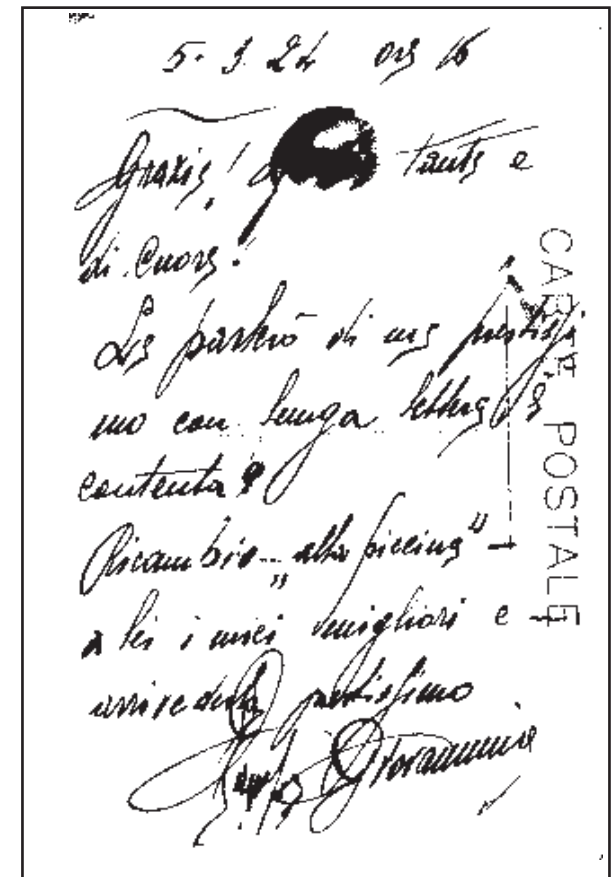 5. 3. 24 ore 16
Grazie! tante e
di cuore!
Le parlerò di me prestissi
mo con lunga lettera. È
contenta?
Ricambio „alla piccina"
a lei i miei migliori e
arrivederla prestissimo
Giovannini
CARTE POSTALE